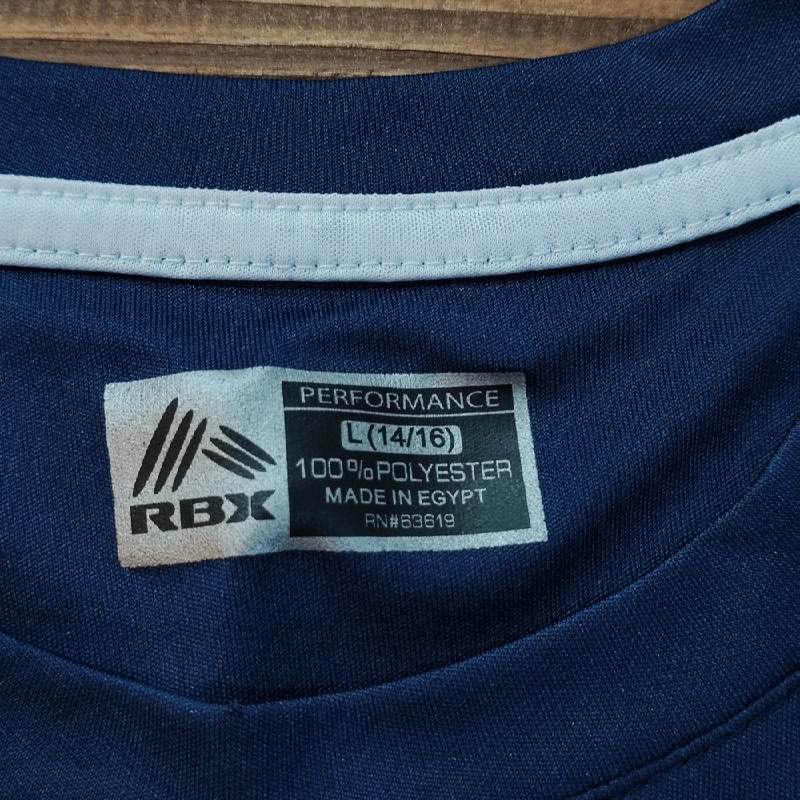 RBX
PERFORMANCE
L (14/16)
100% POLYESTER
MADE IN EGYPT
RN#63619